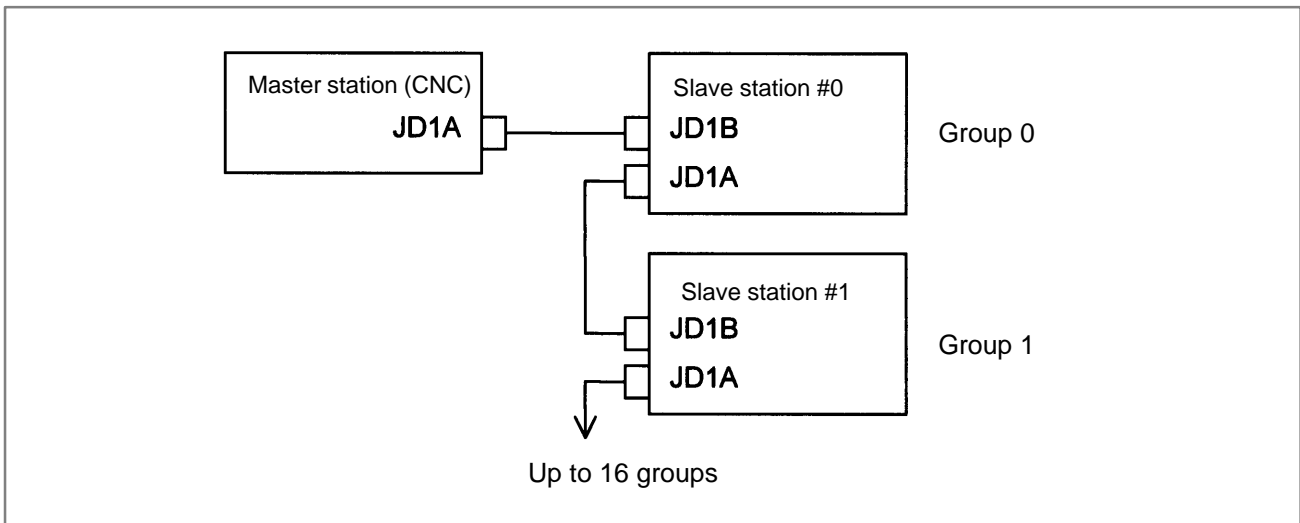 Master station (CNC)
JD1A
Slave station #0
JD1B
JD1A
Group 0
Slave station #1
JD1B
JD1A
Group 1
Up to 16 groups